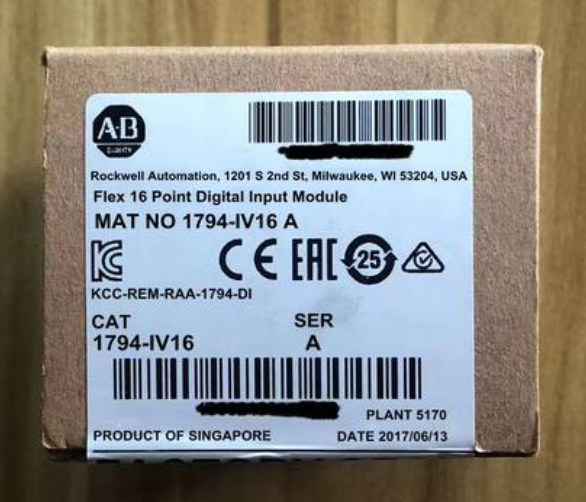 A-B
QUALITY
Rockwell Automation, 1201 S 2nd St, Milwaukee, WI 53204, USA
Flex 16 Point Digital Input Module
MAT NO 1794-IV16 A
KC CE EAC 25
KCC-REM-RAA-1794-DI
CAT SER
1794-IV16 A
PLANT 5170
PRODUCT OF SINGAPORE DATE 2017/06/13